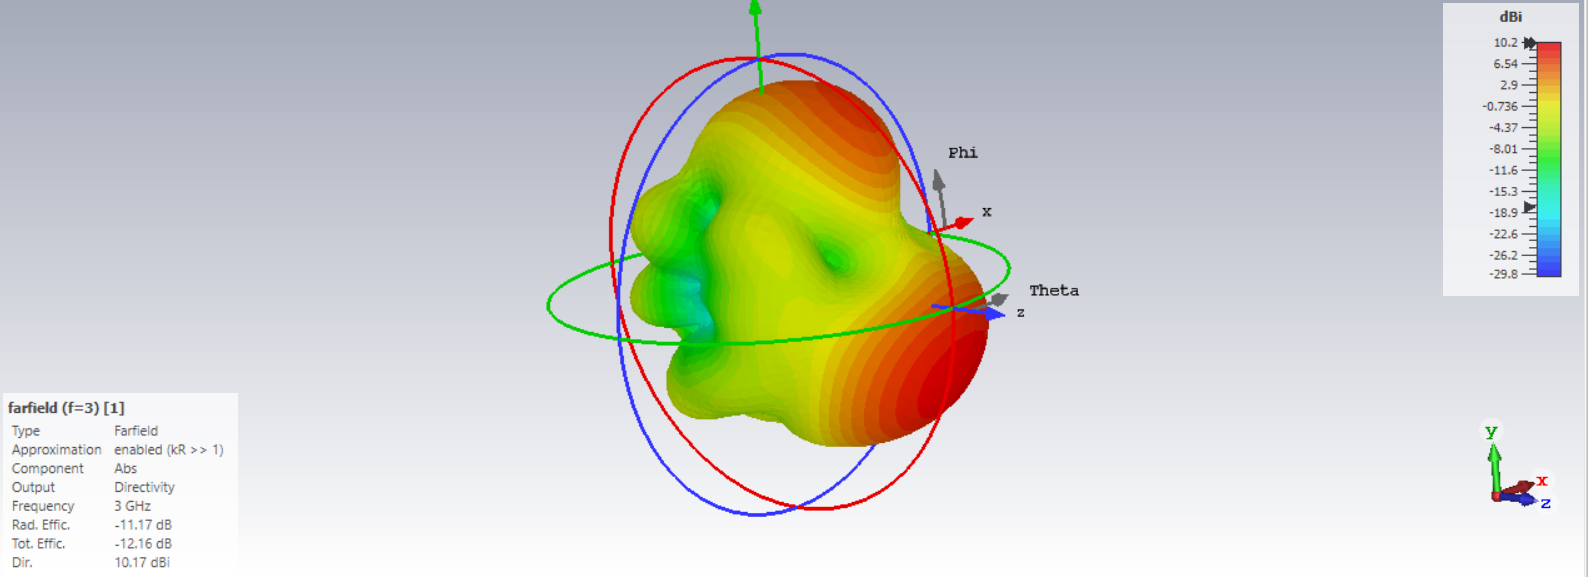 dBi
10.2
6.54
2.9
-0.736
-4.37
-8.01
-11.6
-15.3
-18.9
-22.6
-26.2
-29.8
Phi
x
Theta
z
farfield (f=3) [1]
Type Farfield
Approximation enabled (kR >> 1)
Component Abs
Output Directivity
Frequency 3 GHz
Rad. Effic. -11.17 dB
Tot. Effic. -12.16 dB
Dir. 10.17 dBi
y
x
z